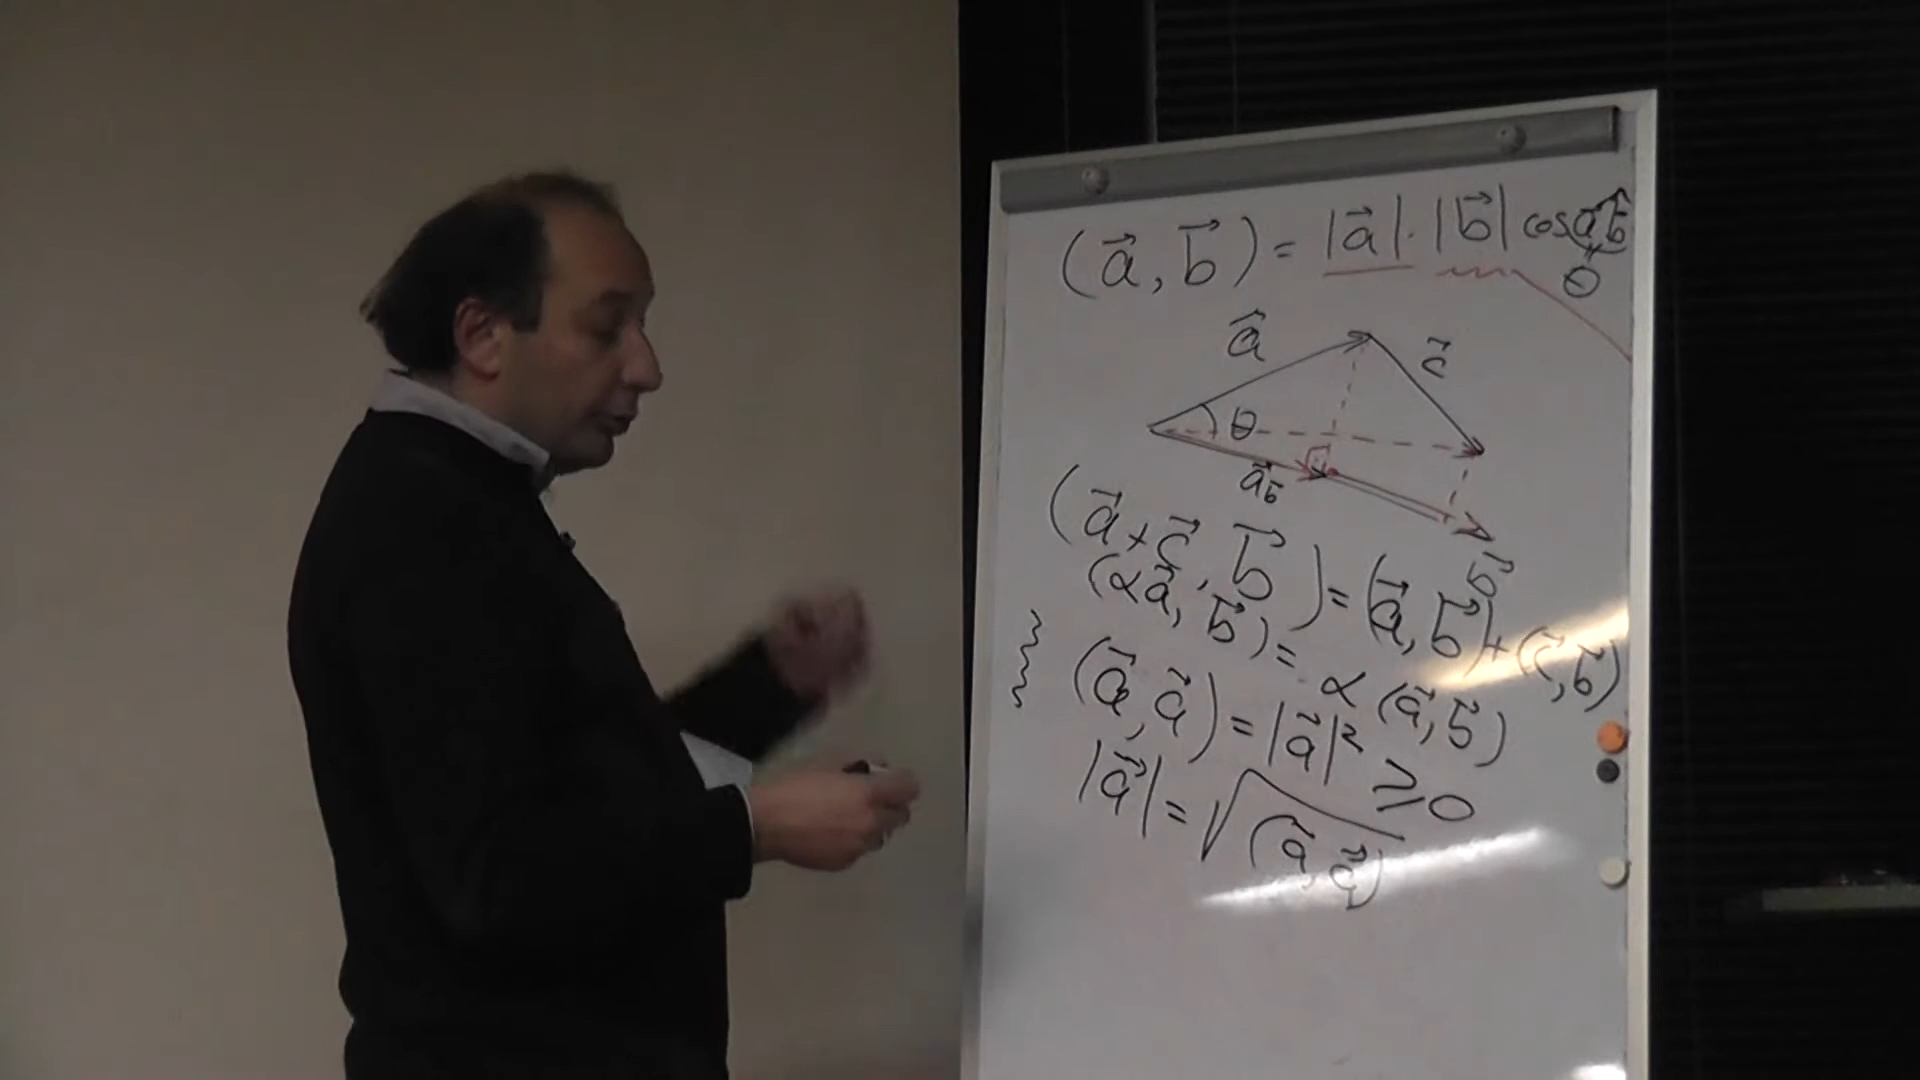 (a⃗, b⃗) = |a⃗|·|b⃗| cos a⃗b⃗
θ
a⃗
c⃗
θ
a⃗_b⃗
b⃗
(a⃗+c⃗, b⃗) = (a⃗, b⃗) + (c⃗, b⃗)
(αa⃗, b⃗) = α(a⃗, b⃗)
(a⃗, a⃗) = |a⃗|² ⩾ 0
|a⃗| = √(a⃗, a⃗)